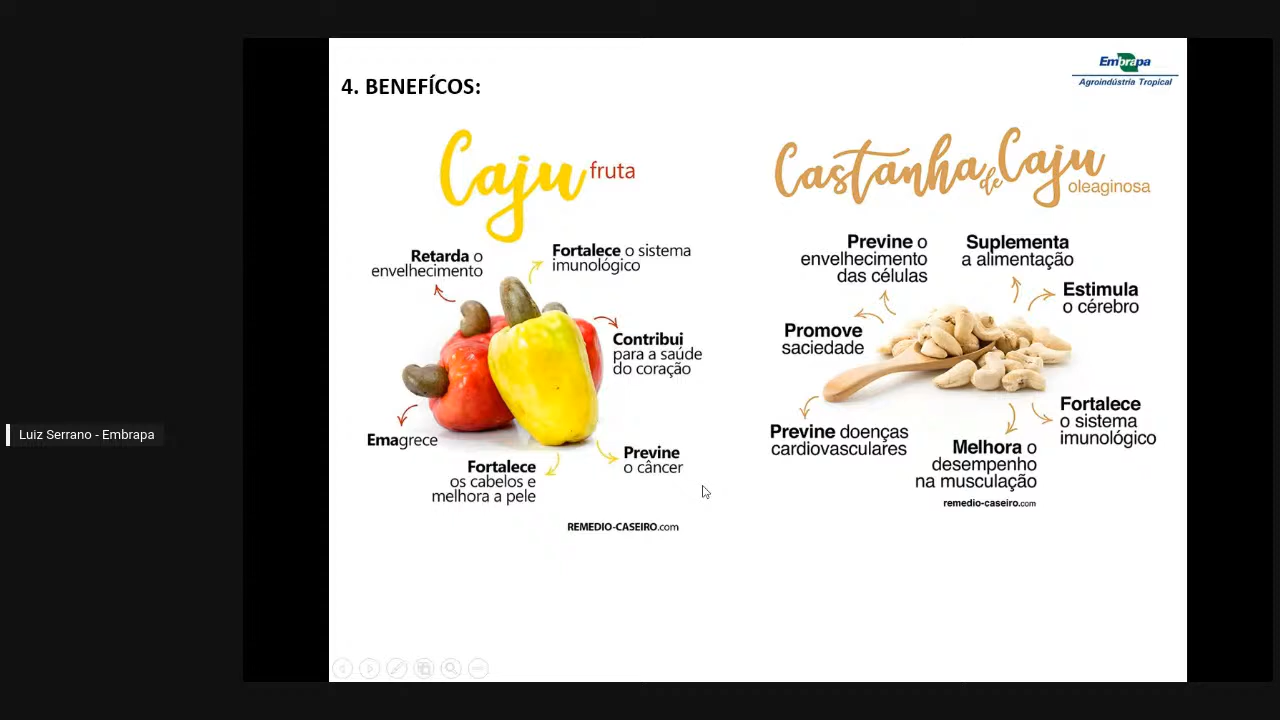 4. BENEFÍCOS:
Embrapa
Agroindústria Tropical
Caju fruta
Retarda o
envelhecimento
Fortalece o sistema
imunológico
Contribui
para a saúde
do coração
Emagrece
Fortalece
os cabelos e
melhora a pele
Previne
o câncer
REMEDIO-CASEIRO.com
Castanha de Caju
oleaginosa
Previne o
envelhecimento
das células
Suplementa
a alimentação
Estimula
o cérebro
Promove
saciedade
Previne doenças
cardiovasculares
Melhora o
desempenho
na musculação
Fortalece
o sistema
imunológico
remedio-caseiro.com
Luiz Serrano - Embrapa